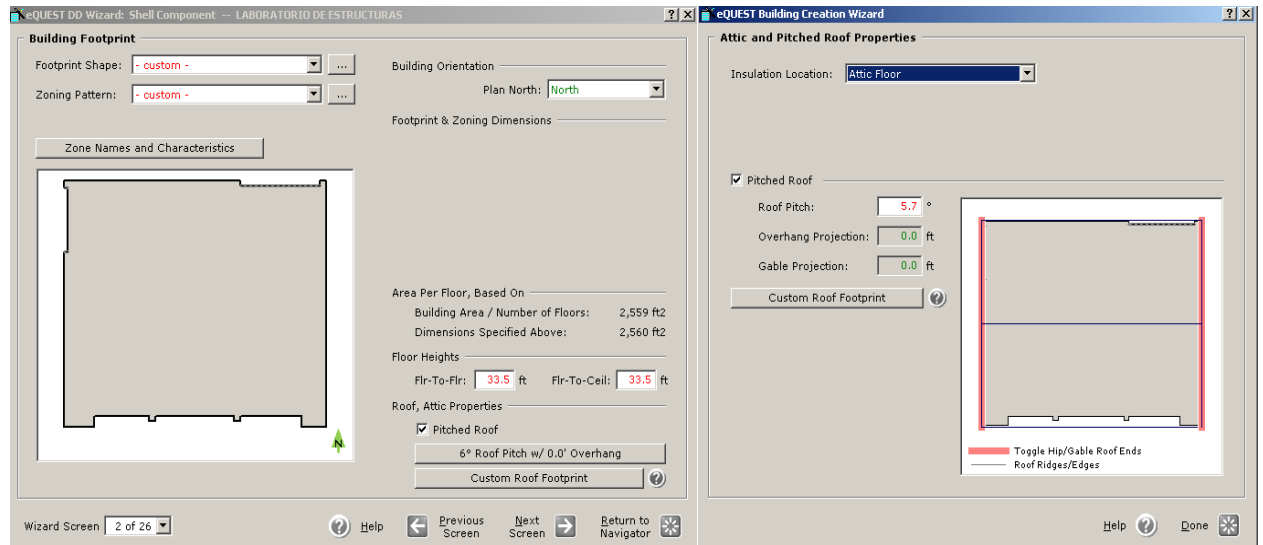 eQUEST DD Wizard: Shell Component -- LABORATORIO DE ESTRUCTURAS
Building Footprint
Footprint Shape: - custom - ...
Zoning Pattern: - custom - ...
Zone Names and Characteristics
N
Building Orientation
Plan North: North
Footprint & Zoning Dimensions
Area Per Floor, Based On
Building Area / Number of Floors: 2,559 ft2
Dimensions Specified Above: 2,560 ft2
Floor Heights
Flr-To-Flr: 33.5 ft Flr-To-Ceil: 33.5 ft
Roof, Attic Properties
Pitched Roof
6° Roof Pitch w/ 0.0' Overhang
Custom Roof Footprint ?
Wizard Screen 2 of 26 ? Help Previous Screen Next Screen Return to Navigator
eQUEST Building Creation Wizard
Attic and Pitched Roof Properties
Insulation Location: Attic Floor
Pitched Roof
Roof Pitch: 5.7 °
Overhang Projection: 0.0 ft
Gable Projection: 0.0 ft
Custom Roof Footprint ?
Toggle Hip/Gable Roof Ends
Roof Ridges/Edges
Help ? Done